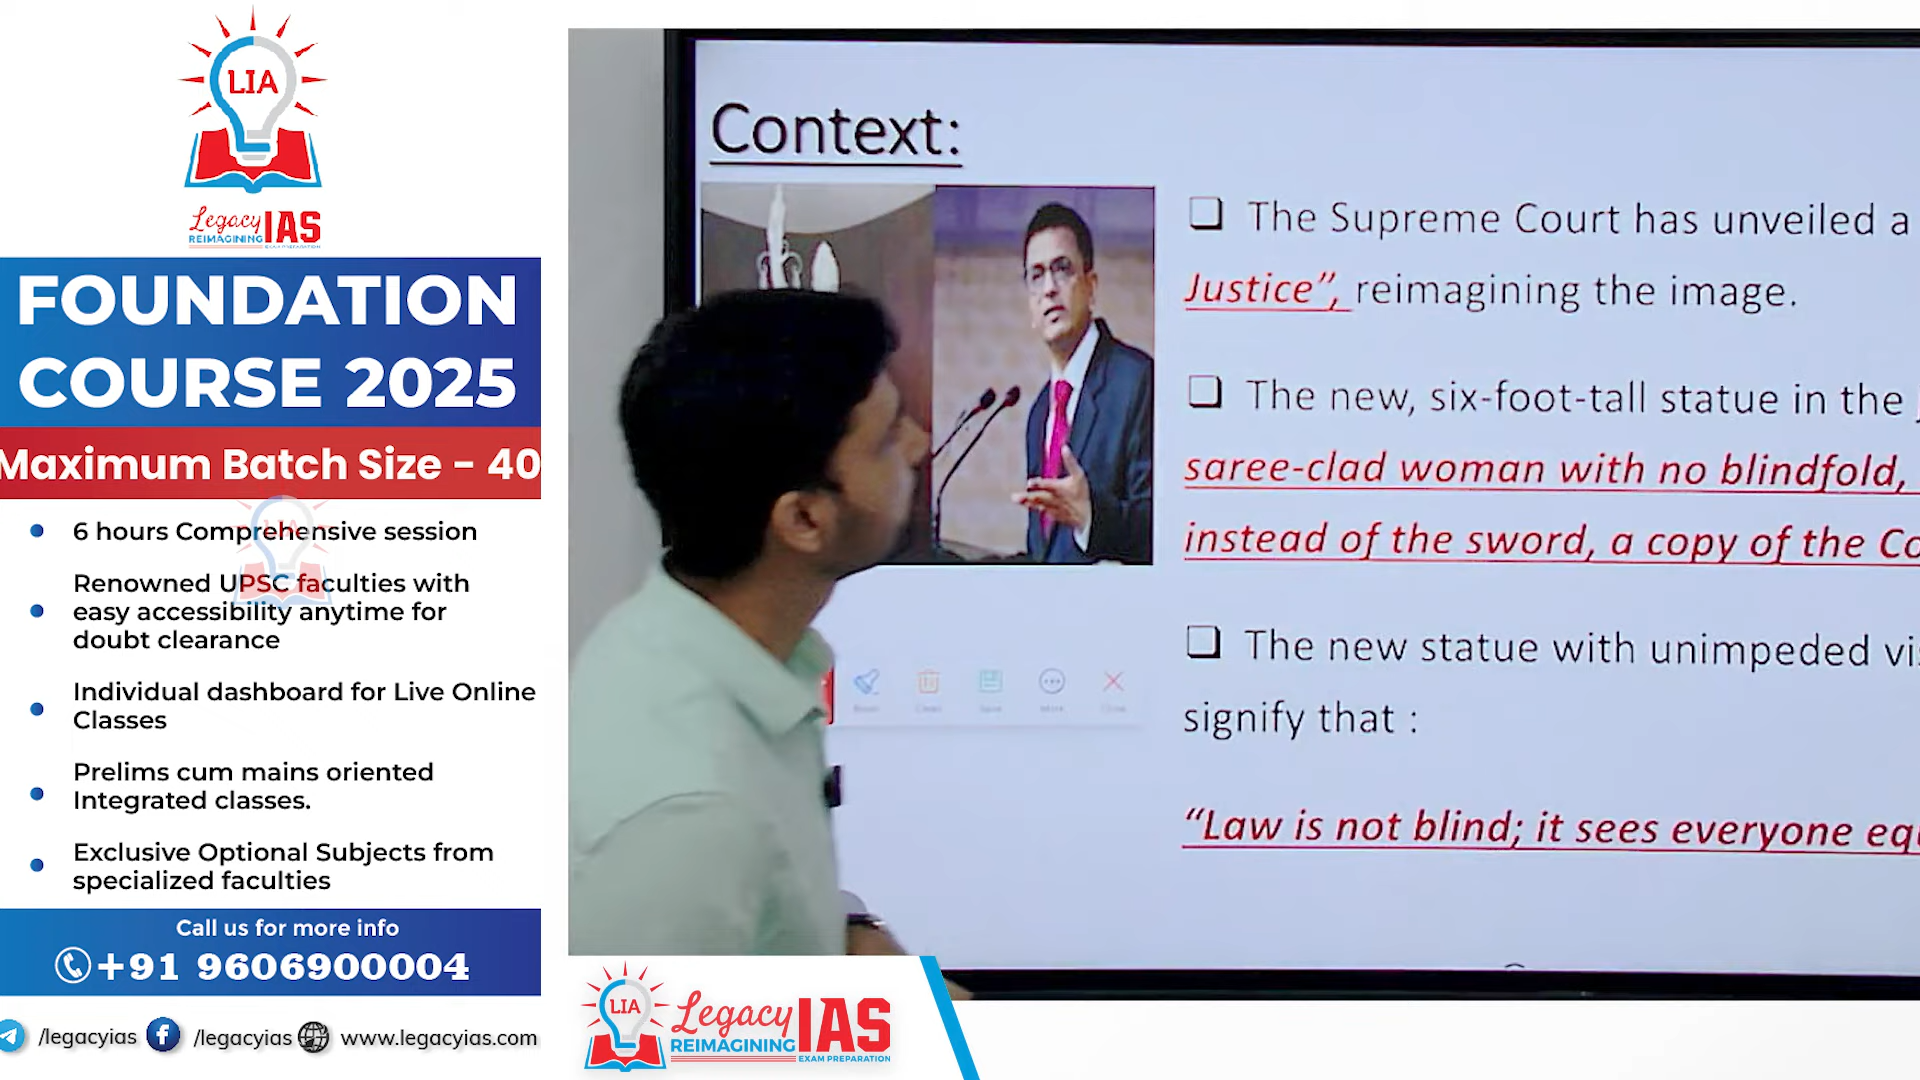 LIA
Legacy IAS
REIMAGINING
EXAM PREPARATION
FOUNDATION
COURSE 2025
Maximum Batch Size - 40
6 hours Comprehensive session
Renowned UPSC faculties with
easy accessibility anytime for
doubt clearance
Individual dashboard for Live Online
Classes
Prelims cum mains oriented
Integrated classes.
Exclusive Optional Subjects from
specialized faculties
Call us for more info
+91 9606900004
/legacyias /legacyias www.legacyias.com
Context:
❑ The Supreme Court has unveiled a
Justice”, reimagining the image.
❑ The new, six-foot-tall statue in the
saree-clad woman with no blindfold,
instead of the sword, a copy of the Co
❑ The new statue with unimpeded vis
signify that :
“Law is not blind; it sees everyone equ
LIA
Legacy IAS
REIMAGINING
EXAM PREPARATION